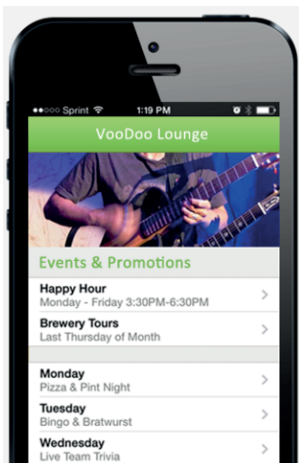 Sprint 1:19 PM
VooDoo Lounge
Events & Promotions
Happy Hour
Monday - Friday 3:30PM-6:30PM
Brewery Tours
Last Thursday of Month
Monday
Pizza & Pint Night
Tuesday
Bingo & Bratwurst
Wednesday
Live Team Trivia